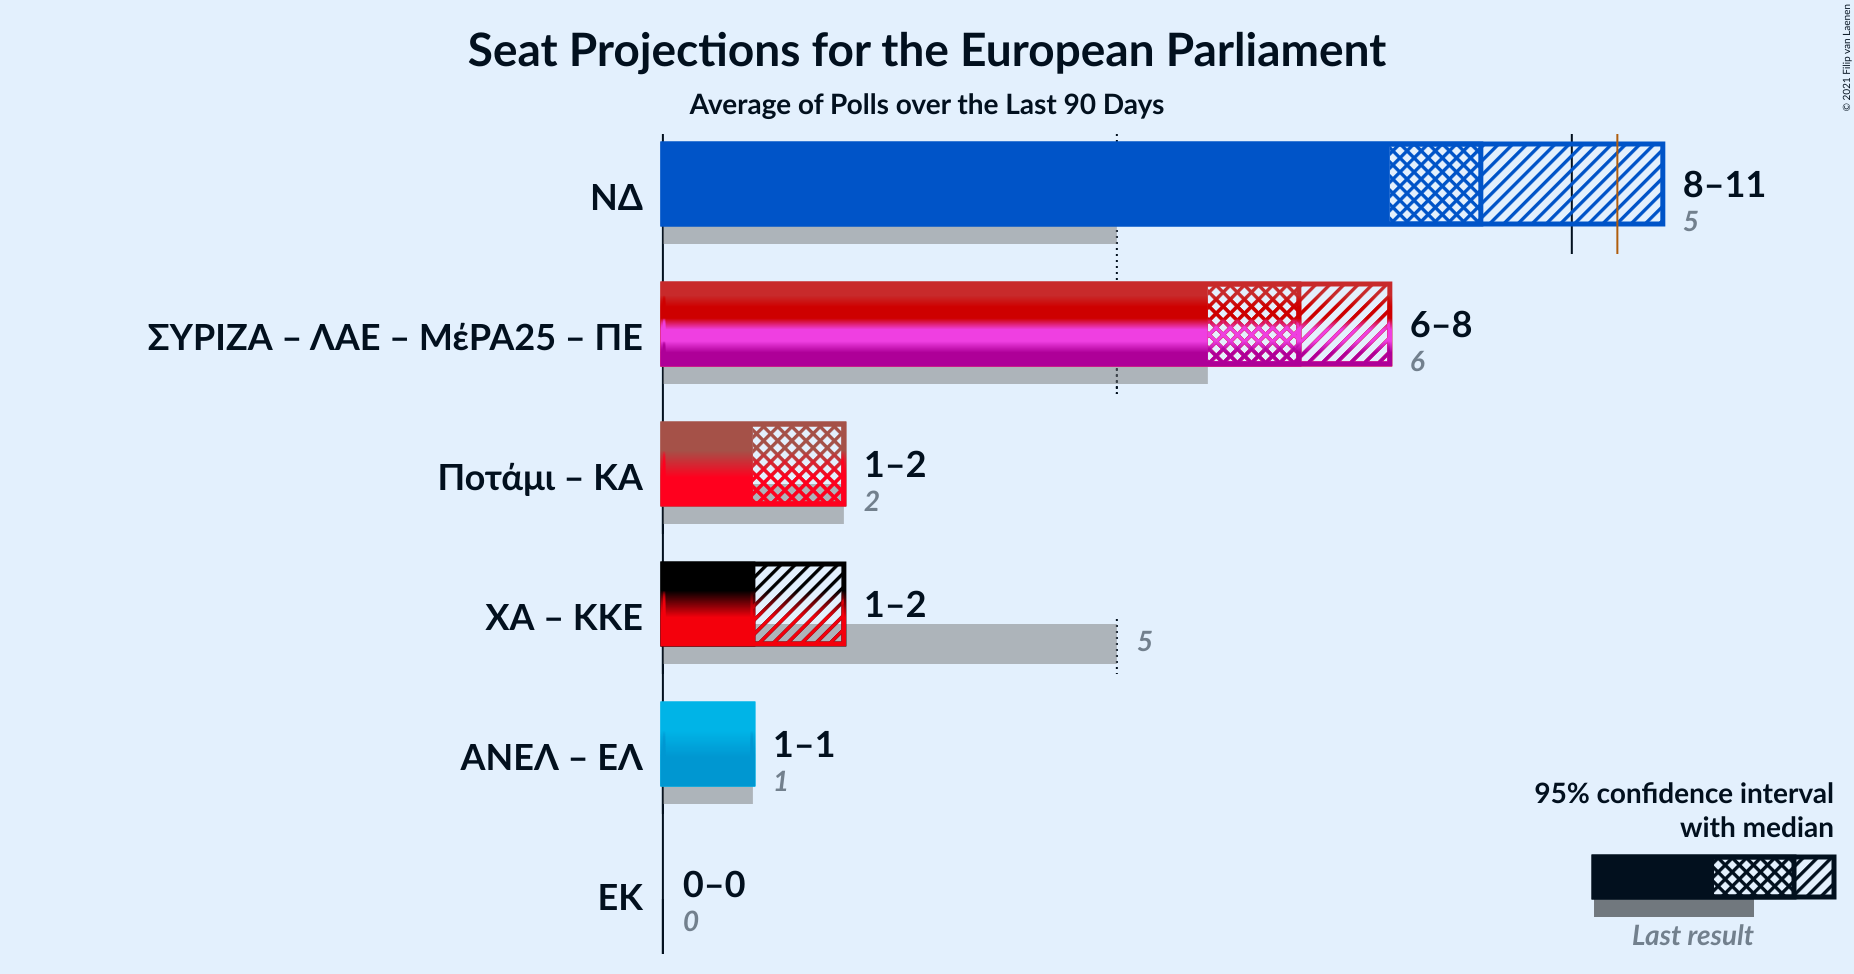 Seat Projections for the European Parliament
Average of Polls over the Last 90 Days
© 2021 Filip van Laenen
ΝΔ
8–11
5
ΣΥΡΙΖΑ – ΛΑΕ – ΜέΡΑ25 – ΠΕ
6–8
6
Ποτάμι – ΚΑ
1–2
2
ΧΑ – ΚΚΕ
1–2
5
ΑΝΕΛ – ΕΛ
1–1
1
ΕΚ
0–0
0
95% confidence interval
with median
Last result